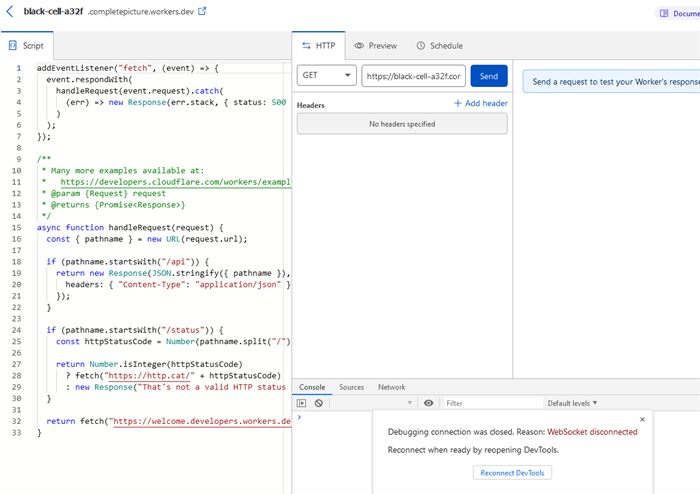 black-cell-a32f .completepicture.workers.dev
Docume
Script
HTTP
Preview
Schedule
1 addEventListener("fetch", (event) => {
2 event.respondWith(
3 handleRequest(event.request).catch(
4 (err) => new Response(err.stack, { status: 500
5 )
6 );
7 });
8
9 /**
10 * Many more examples available at:
11 * https://developers.cloudflare.com/workers/exampl
12 * @param {Request} request
13 * @returns {Promise<Response>}
14 */
15 async function handleRequest(request) {
16 const { pathname } = new URL(request.url);
17
18 if (pathname.startsWith("/api")) {
19 return new Response(JSON.stringify({ pathname }),
20 headers: { "Content-Type": "application/json" }
21 });
22 }
23
24 if (pathname.startsWith("/status")) {
25 const httpStatusCode = Number(pathname.split("/")
26
27 return Number.isInteger(httpStatusCode)
28 ? fetch("https://http.cat/" + httpStatusCode)
29 : new Response("That's not a valid HTTP status
30 }
31
32 return fetch("https://welcome.developers.workers.de
33 }
GET
https://black-cell-a32f.cor
Send
Headers
+ Add header
No headers specified
Send a request to test your Worker's response
Console
Sources
Network
Filter
Default levels
Debugging connection was closed. Reason: WebSocket disconnected
Reconnect when ready by reopening DevTools.
Reconnect DevTools